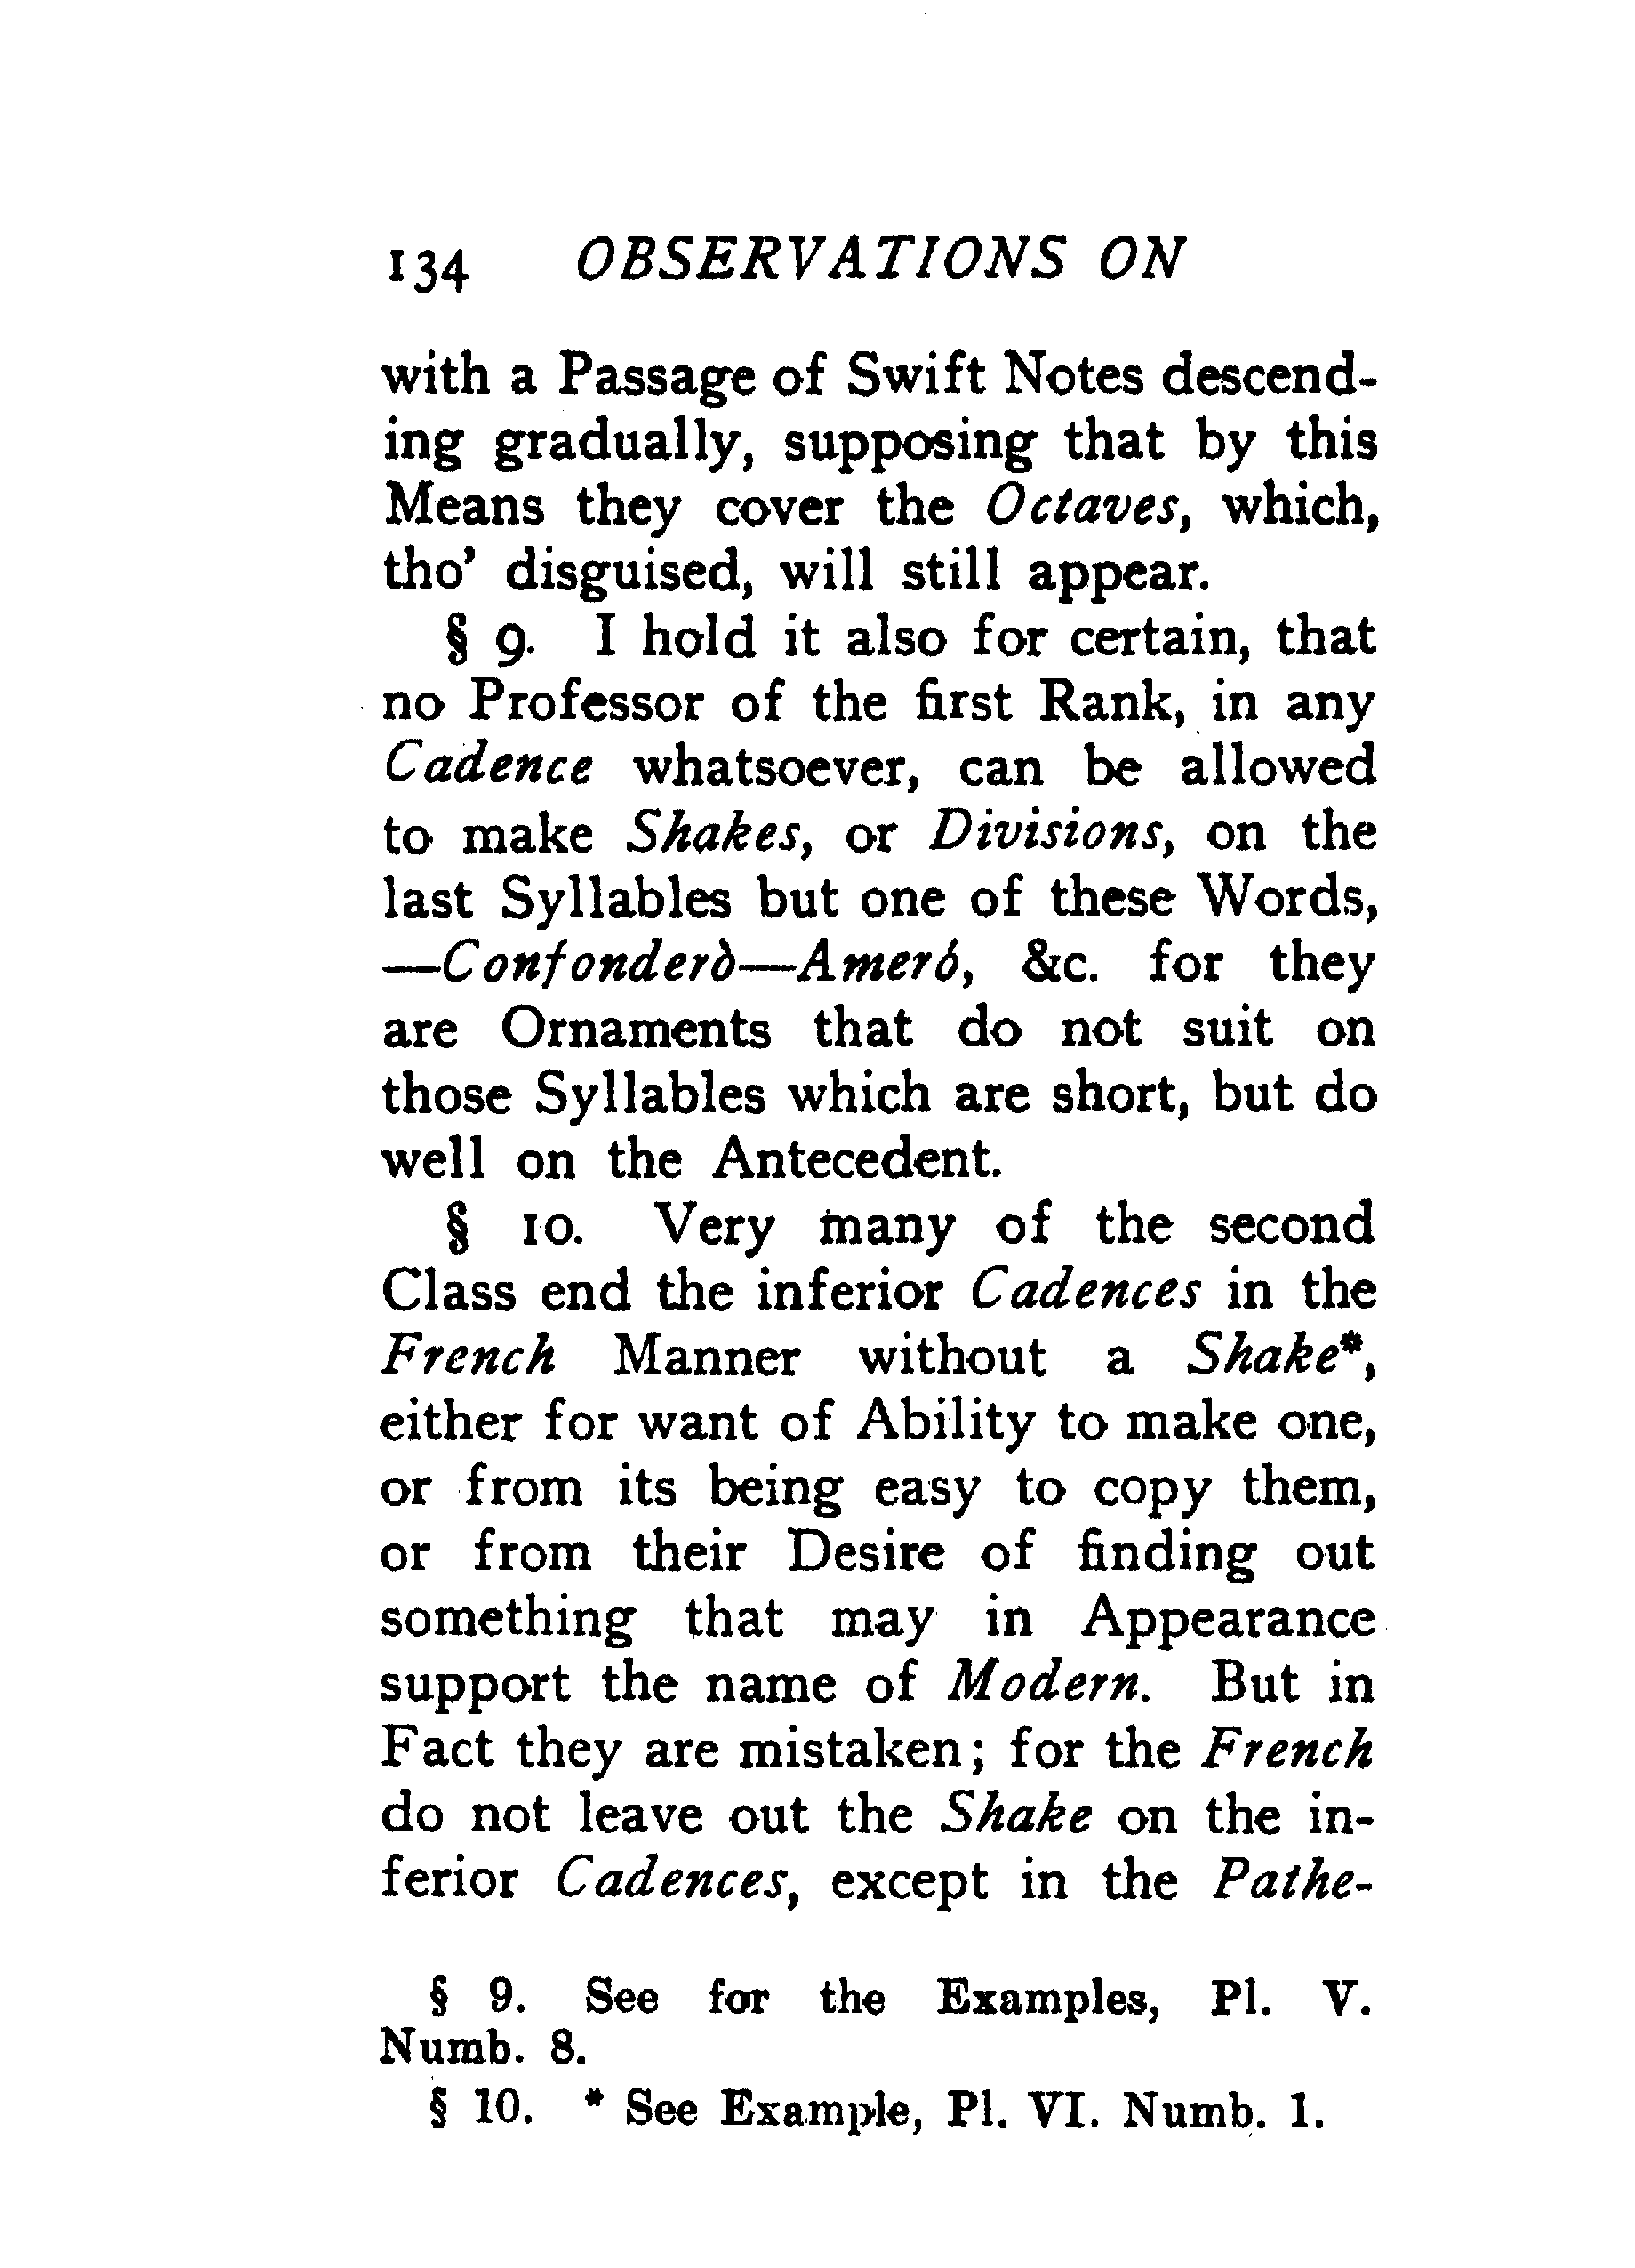 134 OBSERVATIONS ON
with a Passage of Swift Notes descend-
ing gradually, supposing that by this
Means they cover the Octaves, which,
tho' disguised, will still appear.
§ 9. I hold it also for certain, that
no Professor of the first Rank, in any
Cadence whatsoever, can be allowed
to make Shakes, or Divisions, on the
last Syllables but one of these Words,
—Confonderò—Ameró, &c. for they
are Ornaments that do not suit on
those Syllables which are short, but do
well on the Antecedent.
§ 10. Very many of the second
Class end the inferior Cadences in the
French Manner without a Shake*,
either for want of Ability to make one,
or from its being easy to copy them,
or from their Desire of finding out
something that may in Appearance
support the name of Modern. But in
Fact they are mistaken; for the French
do not leave out the Shake on the in-
ferior Cadences, except in the Pathe-
§ 9. See for the Examples, Pl. V.
Numb. 8.
§ 10. * See Example, Pl. VI. Numb. 1.